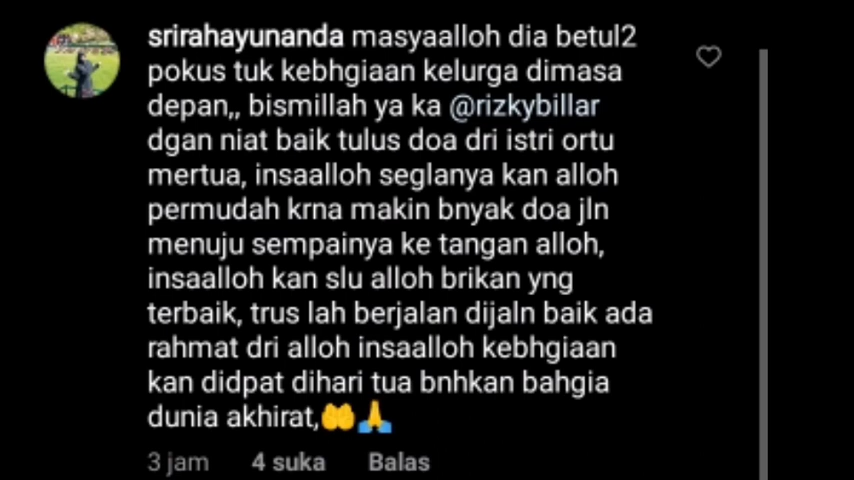 srirahayunanda masyaalloh dia betul2
pokus tuk kebhgiaan kelurga dimasa
depan,, bismillah ya ka @rizkybillar
dgan niat baik tulus doa dri istri ortu
mertua, insaalloh seglanya kan alloh
permudah krna makin bnyak doa jln
menuju sempainya ke tangan alloh,
insaalloh kan slu alloh brikan yng
terbaik, trus lah berjalan dijaln baik ada
rahmat dri alloh insaalloh kebhgiaan
kan didpat dihari tua bnhkan bahgia
dunia akhirat,🤲🙏
3 jam 4 suka Balas